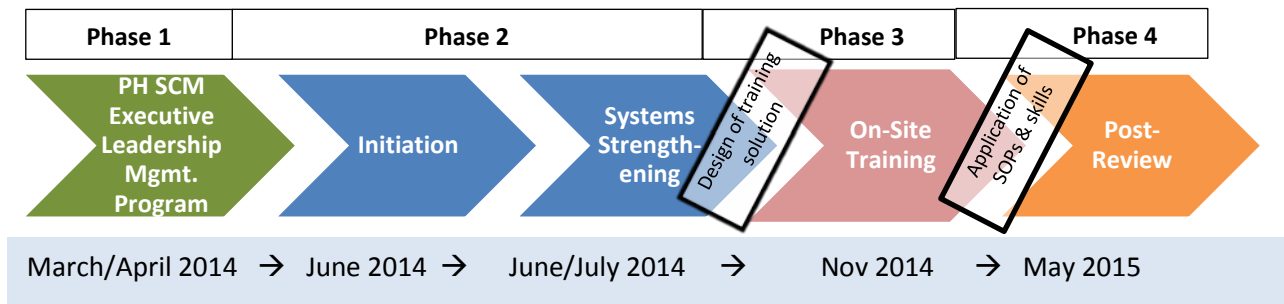 Phase 1
Phase 2
Phase 3
Phase 4
PH SCM
Executive
Leadership
Mgmt.
Program
Initiation
Systems
Strength-
ening
Design of training
solution
On-Site
Training
Application of
SOPs & skills
Post-
Review
March/April 2014 → June 2014 → June/July 2014 → Nov 2014 → May 2015